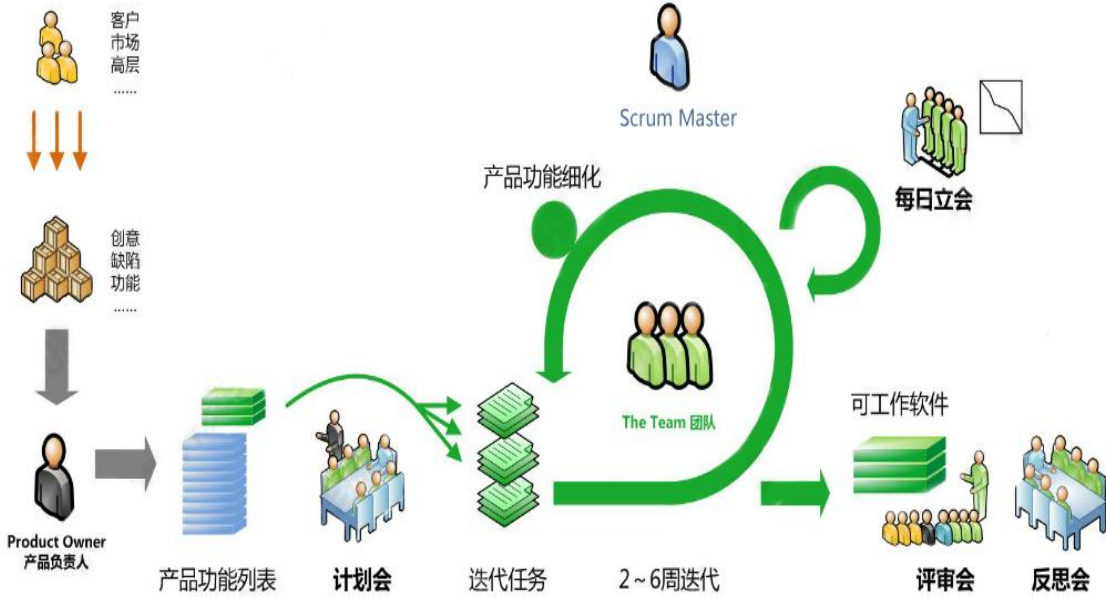 客户
市场
高层
......
创意
缺陷
功能
......
Product Owner
产品负责人
产品功能列表
计划会
迭代任务
Scrum Master
产品功能细化
The Team 团队
2～6周迭代
每日立会
可工作软件
评审会
反思会